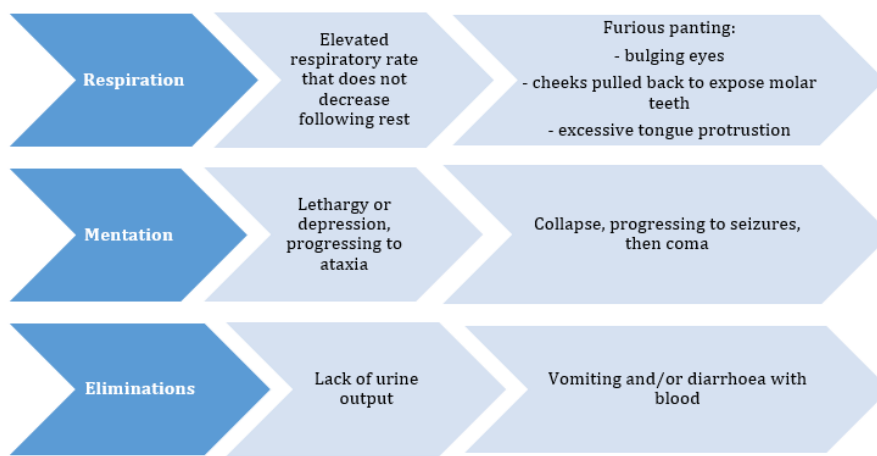 Respiration
Elevated
respiratory rate
that does not
decrease
following rest
Furious panting:
- bulging eyes
- cheeks pulled back to expose molar
teeth
- excessive tongue protrustion
Mentation
Lethargy or
depression,
progressing to
ataxia
Collapse, progressing to seizures,
then coma
Eliminations
Lack of urine
output
Vomiting and/or diarrhoea with
blood